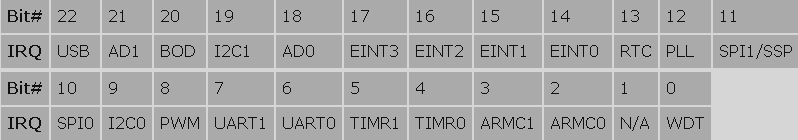 Bit# 22 21 20 19 18 17 16 15 14 13 12 11
IRQ USB AD1 BOD I2C1 AD0 EINT3 EINT2 EINT1 EINT0 RTC PLL SPI1/SSP
Bit# 10 9 8 7 6 5 4 3 2 1 0
IRQ SPI0 I2C0 PWM UART1 UART0 TIMR1 TIMR0 ARMC1 ARMC0 N/A WDT